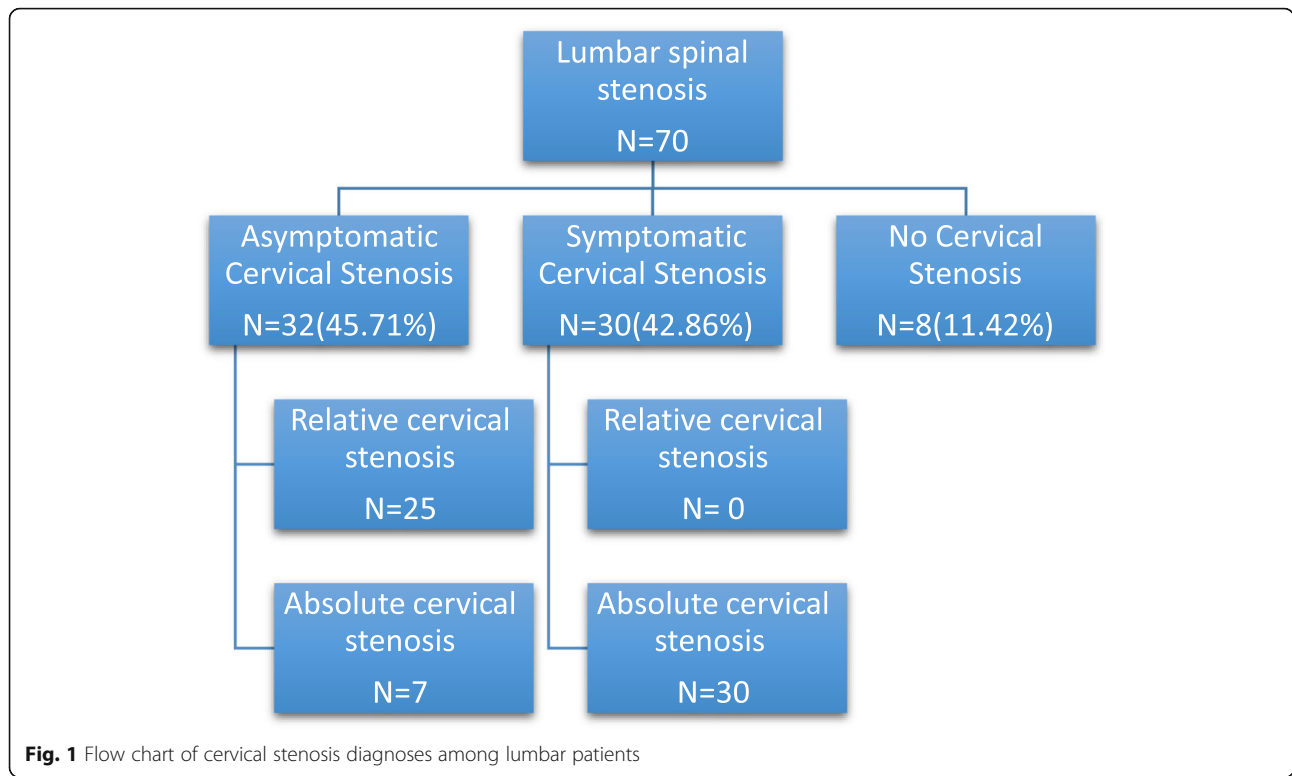 Lumbar spinal
stenosis
N=70
Asymptomatic
Cervical Stenosis
N=32(45.71%)
Symptomatic
Cervical Stenosis
N=30(42.86%)
No Cervical
Stenosis
N=8(11.42%)
Relative cervical
stenosis
N=25
Relative cervical
stenosis
N= 0
Absolute cervical
stenosis
N=7
Absolute cervical
stenosis
N=30
Fig. 1 Flow chart of cervical stenosis diagnoses among lumbar patients